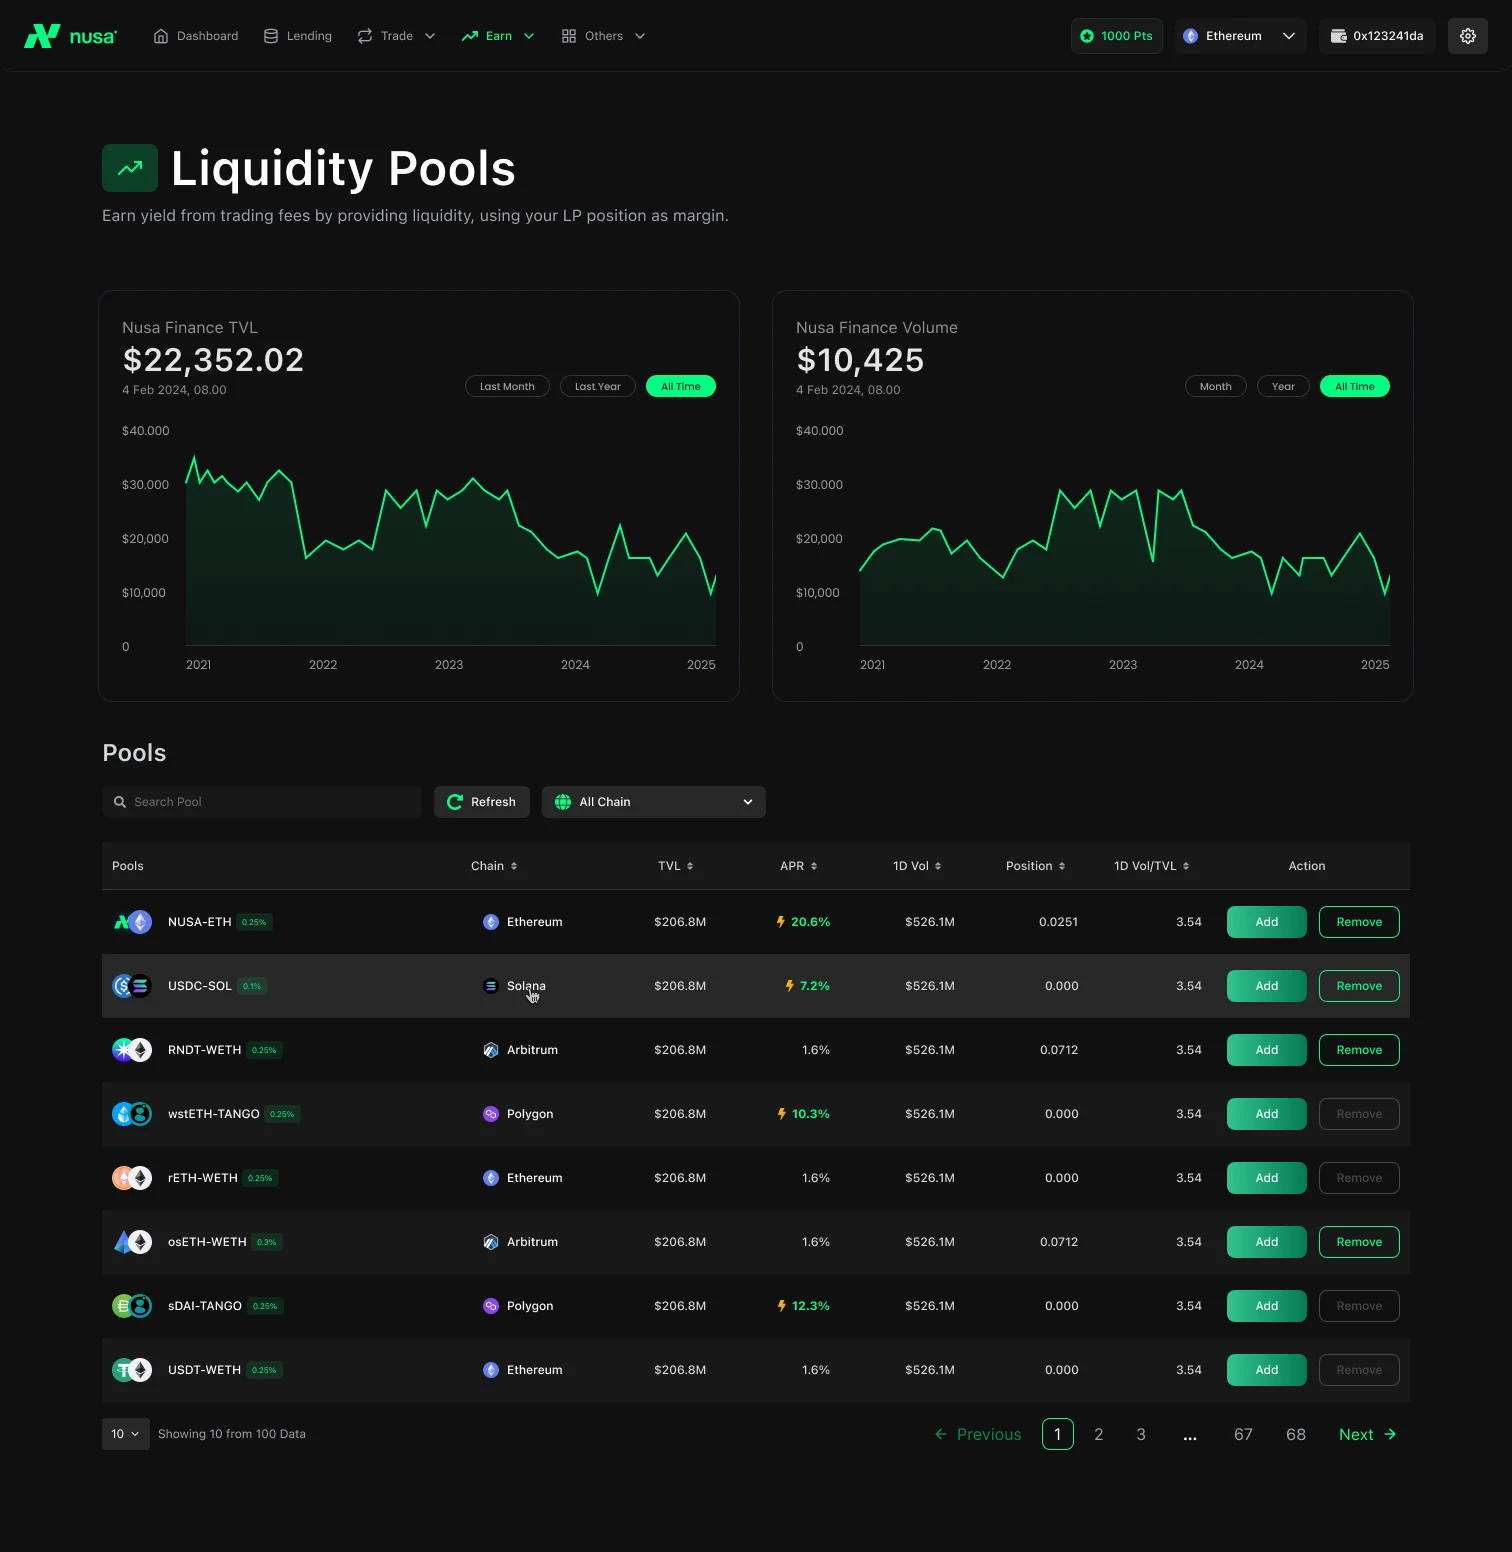 nusa
Dashboard
Lending
Trade
Earn
Others
1000 Pts
Ethereum
0x123241da
Liquidity Pools
Earn yield from trading fees by providing liquidity, using your LP position as margin.
Nusa Finance TVL
$22,352.02
4 Feb 2024, 08.00
Last Month
Last Year
All Time
$40.000
$30.000
$20,000
$10,000
0
2021 2022 2023 2024 2025
Nusa Finance Volume
$10,425
4 Feb 2024, 08.00
Month
Year
All Time
$40.000
$30.000
$20,000
$10,000
0
2021 2022 2023 2024 2025
Pools
Search Pool
Refresh
All Chain
Pools Chain TVL APR 1D Vol Position 1D Vol/TVL Action
NUSA-ETH 0.25% Ethereum $206.8M 20.6% $526.1M 0.0251 3.54 Add Remove
USDC-SOL 0.1% Solana $206.8M 7.2% $526.1M 0.000 3.54 Add Remove
RNDT-WETH 0.25% Arbitrum $206.8M 1.6% $526.1M 0.0712 3.54 Add Remove
wstETH-TANGO 0.25% Polygon $206.8M 10.3% $526.1M 0.000 3.54 Add Remove
rETH-WETH 0.25% Ethereum $206.8M 1.6% $526.1M 0.000 3.54 Add Remove
osETH-WETH 0.3% Arbitrum $206.8M 1.6% $526.1M 0.0712 3.54 Add Remove
sDAI-TANGO 0.25% Polygon $206.8M 12.3% $526.1M 0.000 3.54 Add Remove
USDT-WETH 0.25% Ethereum $206.8M 1.6% $526.1M 0.000 3.54 Add Remove
10 Showing 10 from 100 Data
Previous 1 2 3 ... 67 68 Next